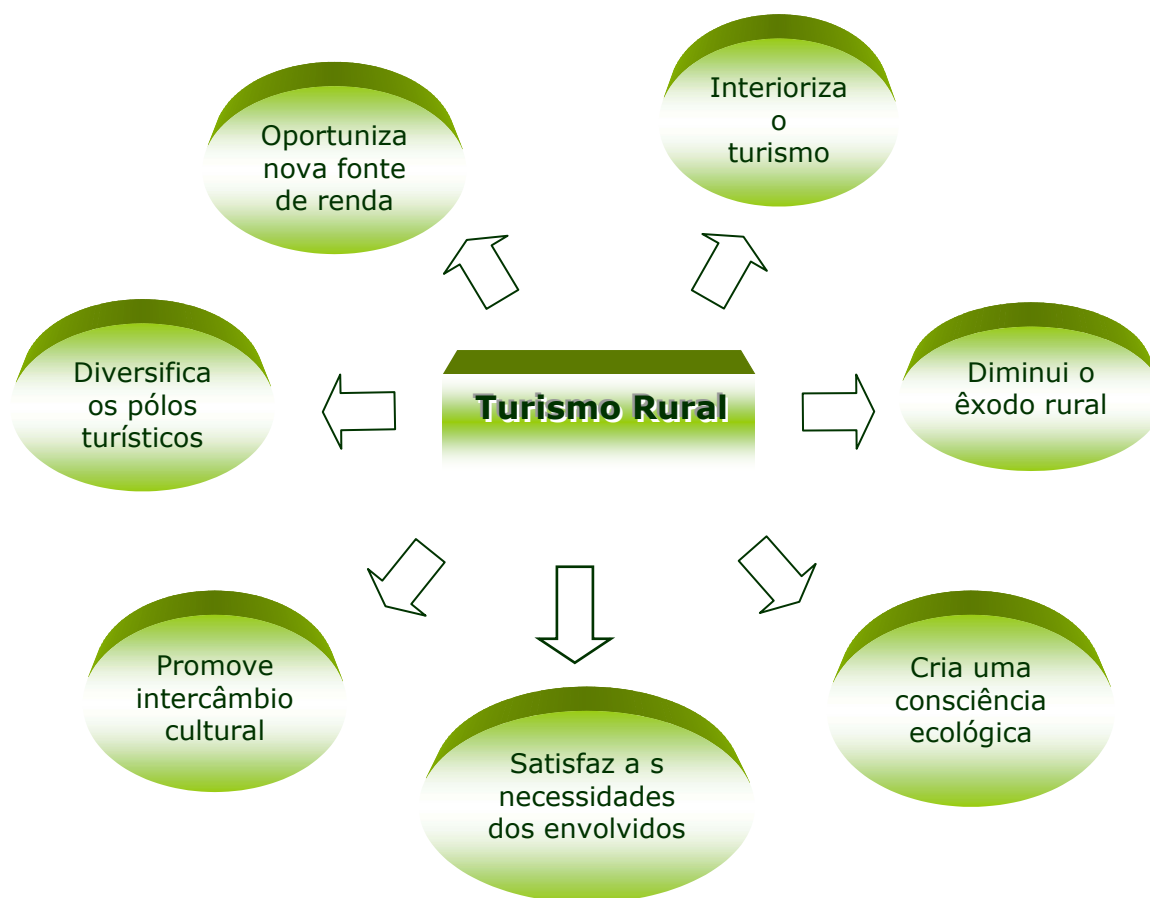 Interioriza
o
turismo
Oportuniza
nova fonte
de renda
Diversifica
os pólos
turísticos
Turismo Rural
Diminui o
êxodo rural
Promove
intercâmbio
cultural
Satisfaz a s
necessidades
dos envolvidos
Cria uma
consciência
ecológica